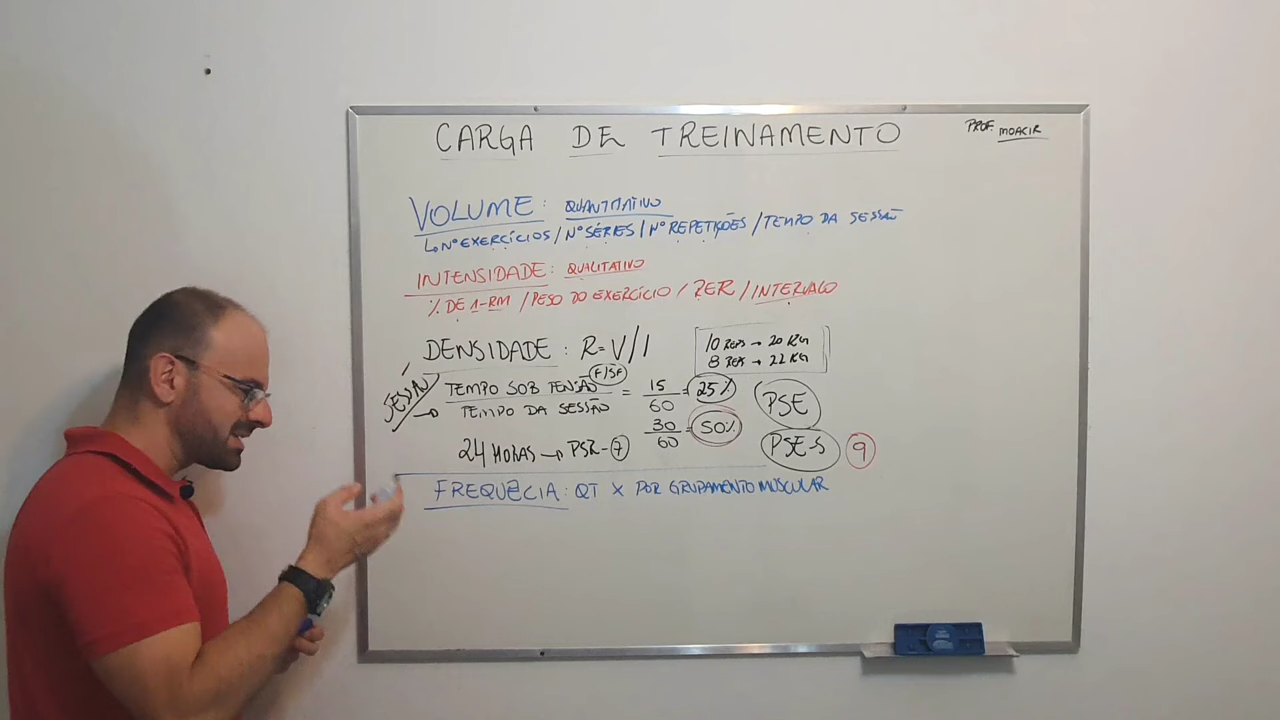 CARGA DE TREINAMENTO
PROF. MOACIR
VOLUME: QUANTITATIVO
Nº EXERCÍCIOS / Nº SÉRIES / Nº REPETIÇÕES / TEMPO DA SESSÃO
INTENSIDADE: QUALITATIVO
% DE 1-RM / PESO DO EXERCÍCIO / RER / INTERVALO
DENSIDADE: R = V/I
10 REPS → 20 KG
8 REPS → 22 KG
SESSÃO → TEMPO SOB TENSÃO F/SF / TEMPO DA SESSÃO = 15/60 = 25%
30/60 = 50%
PSE
24 HORAS → PSR-7
PSE-S 9
FREQUÊCIA: QT X POR GRUPAMENTO MUSCULAR